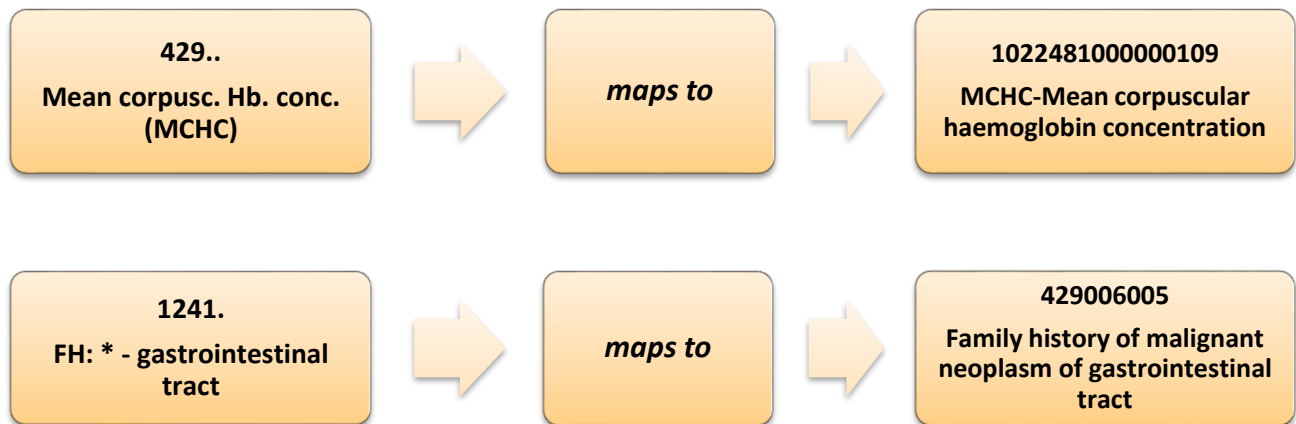 429..
Mean corpusc. Hb. conc.
(MCHC)
maps to
1022481000000109
MCHC-Mean corpuscular
haemoglobin concentration
1241.
FH: * - gastrointestinal
tract
maps to
429006005
Family history of malignant
neoplasm of gastrointestinal
tract